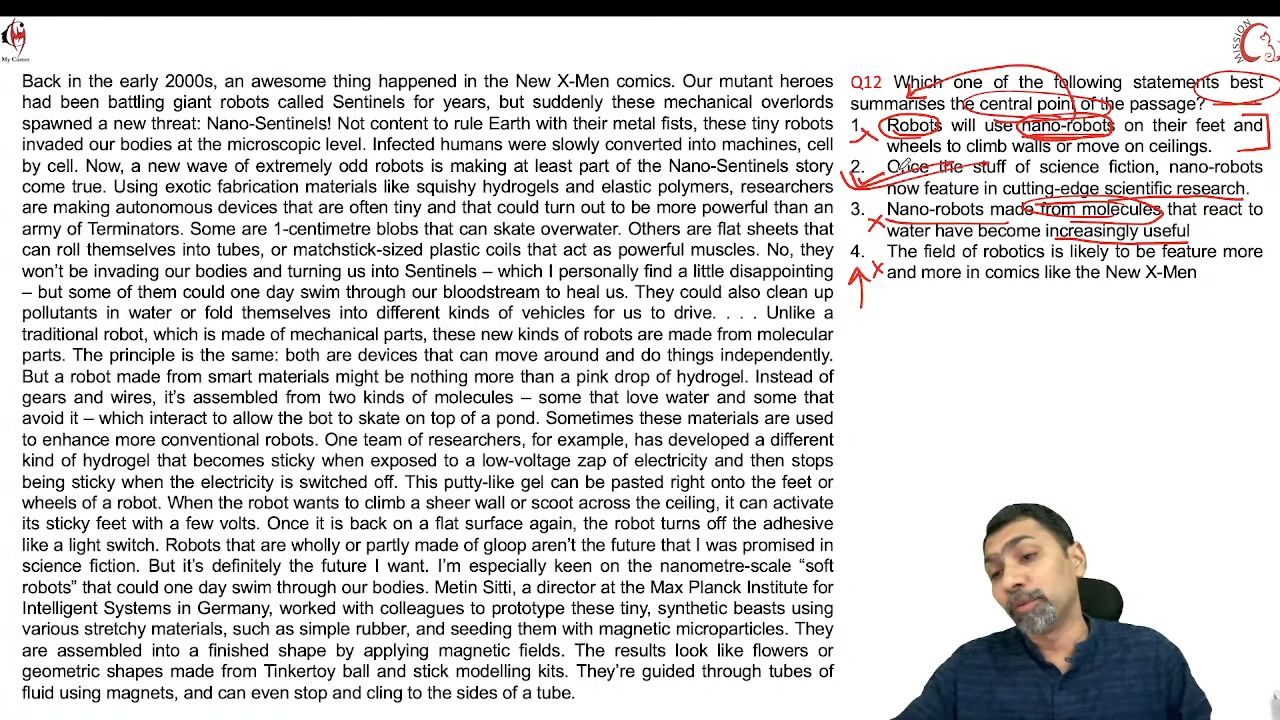 My Career
MISSION
Back in the early 2000s, an awesome thing happened in the New X-Men comics. Our mutant heroes
had been battling giant robots called Sentinels for years, but suddenly these mechanical overlords
spawned a new threat: Nano-Sentinels! Not content to rule Earth with their metal fists, these tiny robots
invaded our bodies at the microscopic level. Infected humans were slowly converted into machines, cell
by cell. Now, a new wave of extremely odd robots is making at least part of the Nano-Sentinels story
come true. Using exotic fabrication materials like squishy hydrogels and elastic polymers, researchers
are making autonomous devices that are often tiny and that could turn out to be more powerful than an
army of Terminators. Some are 1-centimetre blobs that can skate overwater. Others are flat sheets that
can roll themselves into tubes, or matchstick-sized plastic coils that act as powerful muscles. No, they
won't be invading our bodies and turning us into Sentinels – which I personally find a little disappointing
– but some of them could one day swim through our bloodstream to heal us. They could also clean up
pollutants in water or fold themselves into different kinds of vehicles for us to drive. . . . Unlike a
traditional robot, which is made of mechanical parts, these new kinds of robots are made from molecular
parts. The principle is the same: both are devices that can move around and do things independently.
But a robot made from smart materials might be nothing more than a pink drop of hydrogel. Instead of
gears and wires, it's assembled from two kinds of molecules – some that love water and some that
avoid it – which interact to allow the bot to skate on top of a pond. Sometimes these materials are used
to enhance more conventional robots. One team of researchers, for example, has developed a different
kind of hydrogel that becomes sticky when exposed to a low-voltage zap of electricity and then stops
being sticky when the electricity is switched off. This putty-like gel can be pasted right onto the feet or
wheels of a robot. When the robot wants to climb a sheer wall or scoot across the ceiling, it can activate
its sticky feet with a few volts. Once it is back on a flat surface again, the robot turns off the adhesive
like a light switch. Robots that are wholly or partly made of gloop aren't the future that I was promised in
science fiction. But it's definitely the future I want. I'm especially keen on the nanometre-scale “soft
robots” that could one day swim through our bodies. Metin Sitti, a director at the Max Planck Institute for
Intelligent Systems in Germany, worked with colleagues to prototype these tiny, synthetic beasts using
various stretchy materials, such as simple rubber, and seeding them with magnetic microparticles. They
are assembled into a finished shape by applying magnetic fields. The results look like flowers or
geometric shapes made from Tinkertoy ball and stick modelling kits. They're guided through tubes of
fluid using magnets, and can even stop and cling to the sides of a tube.
Q12 Which one of the following statements best
summarises the central point of the passage?
1. Robots will use nano-robots on their feet and
wheels to climb walls or move on ceilings.
2. Once the stuff of science fiction, nano-robots
now feature in cutting-edge scientific research.
3. Nano-robots made from molecules that react to
water have become increasingly useful
4. The field of robotics is likely to be feature more
and more in comics like the New X-Men